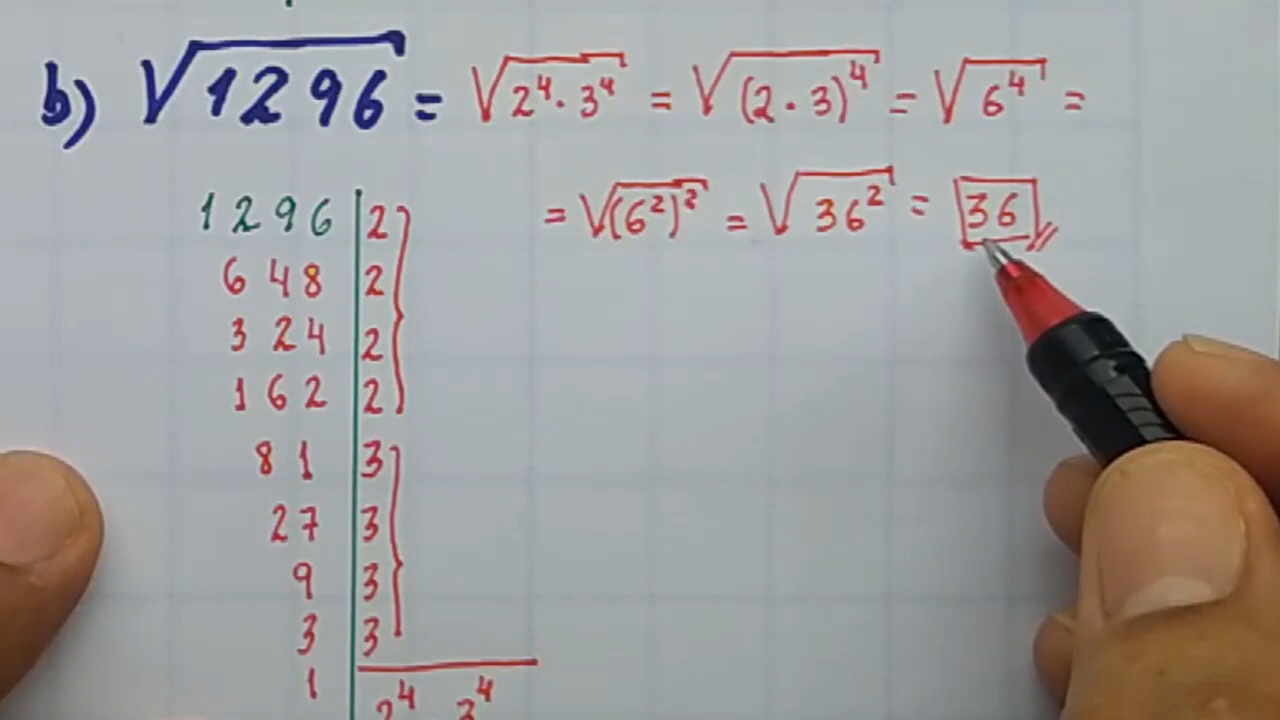 b) √1296 = √2⁴ · 3⁴ = √(2 · 3)⁴ = √6⁴ =
= √(6²)² = √36² = 36
1296 | 2
648 | 2
324 | 2
162 | 2
81 | 3
27 | 3
9 | 3
3 | 3
1
2⁴ 3⁴